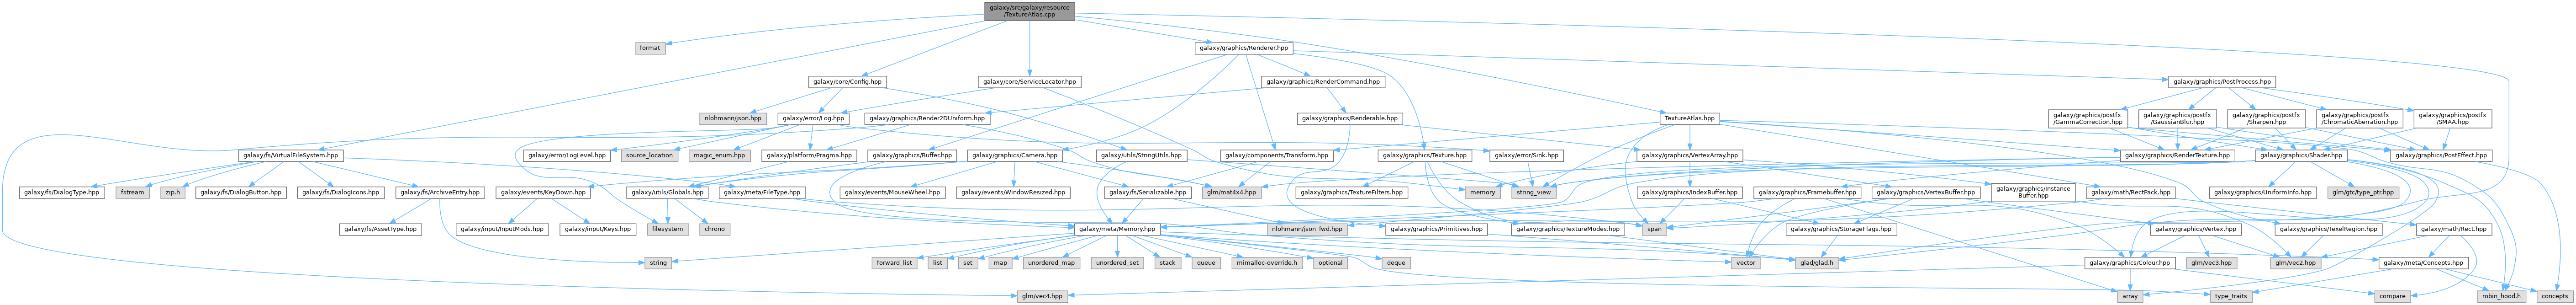 galaxy/src/galaxy/resource
/TextureAtlas.cpp
format
galaxy/graphics/Renderer.hpp
galaxy/core/Config.hpp
galaxy/core/ServiceLocator.hpp
galaxy/graphics/RenderCommand.hpp
galaxy/graphics/PostProcess.hpp
nlohmann/json.hpp
galaxy/error/Log.hpp
galaxy/graphics/Render2DUniform.hpp
galaxy/graphics/Renderable.hpp
TextureAtlas.hpp
galaxy/graphics/postfx
/GammaCorrection.hpp
galaxy/graphics/postfx
/GaussianBlur.hpp
galaxy/graphics/postfx
/Sharpen.hpp
galaxy/graphics/postfx
/ChromaticAberration.hpp
galaxy/graphics/postfx
/SMAA.hpp
galaxy/fs/VirtualFileSystem.hpp
galaxy/error/LogLevel.hpp
source_location
magic_enum.hpp
galaxy/platform/Pragma.hpp
galaxy/graphics/Buffer.hpp
galaxy/graphics/Camera.hpp
galaxy/utils/StringUtils.hpp
galaxy/error/Sink.hpp
galaxy/components/Transform.hpp
galaxy/graphics/Texture.hpp
galaxy/graphics/VertexArray.hpp
galaxy/graphics/RenderTexture.hpp
galaxy/graphics/Shader.hpp
galaxy/graphics/PostEffect.hpp
galaxy/fs/DialogType.hpp
fstream
zip.h
galaxy/fs/DialogButton.hpp
galaxy/fs/DialogIcons.hpp
galaxy/fs/ArchiveEntry.hpp
galaxy/events/KeyDown.hpp
galaxy/utils/Globals.hpp
galaxy/meta/FileType.hpp
galaxy/events/MouseWheel.hpp
galaxy/events/WindowResized.hpp
galaxy/fs/Serializable.hpp
glm/mat4x4.hpp
galaxy/graphics/TextureFilters.hpp
memory
string_view
galaxy/graphics/IndexBuffer.hpp
galaxy/graphics/Framebuffer.hpp
galaxy/graphics/VertexBuffer.hpp
galaxy/graphics/Instance
Buffer.hpp
galaxy/math/RectPack.hpp
galaxy/graphics/UniformInfo.hpp
glm/gtc/type_ptr.hpp
galaxy/fs/AssetType.hpp
galaxy/input/InputMods.hpp
galaxy/input/Keys.hpp
filesystem
chrono
galaxy/meta/Memory.hpp
nlohmann/json_fwd.hpp
galaxy/graphics/Primitives.hpp
galaxy/graphics/TextureModes.hpp
span
galaxy/graphics/StorageFlags.hpp
galaxy/graphics/Vertex.hpp
galaxy/graphics/TexelRegion.hpp
galaxy/math/Rect.hpp
string
forward_list
list
set
map
unordered_map
unordered_set
stack
queue
mimalloc-override.h
optional
deque
vector
glad/glad.h
galaxy/graphics/Colour.hpp
glm/vec3.hpp
glm/vec2.hpp
galaxy/meta/Concepts.hpp
glm/vec4.hpp
array
type_traits
compare
robin_hood.h
concepts